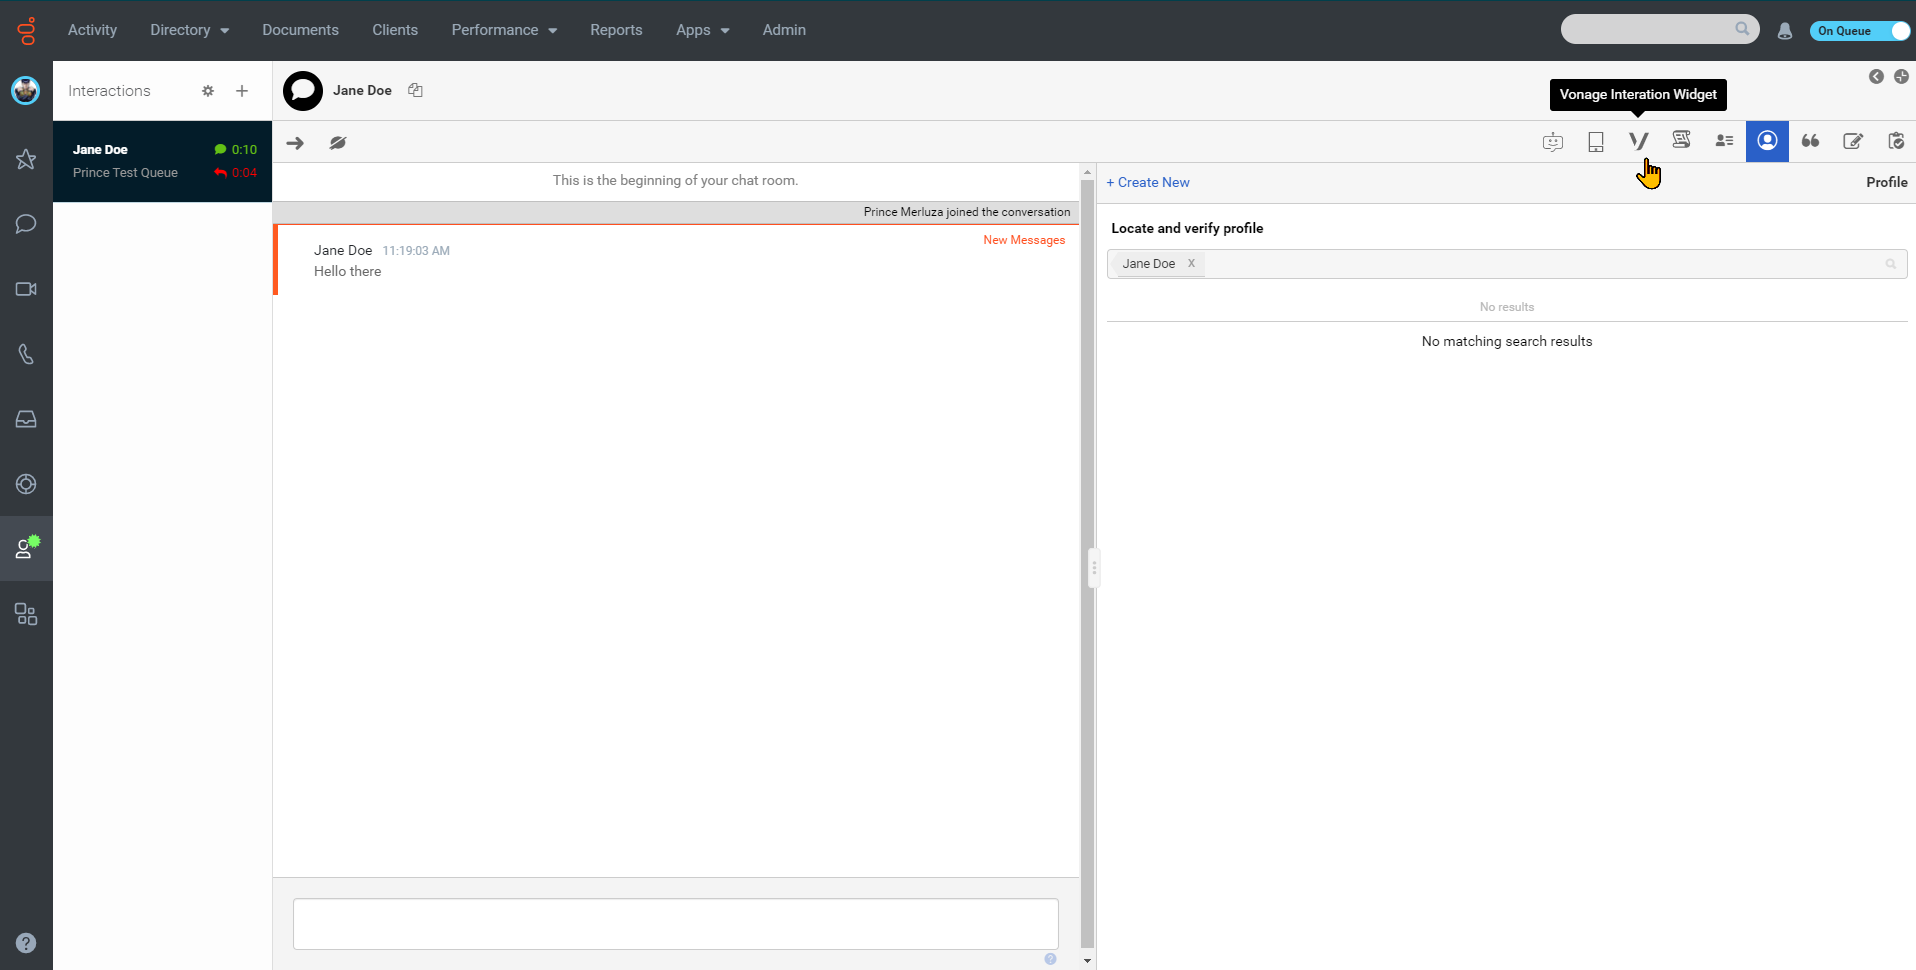 Activity Directory Documents Clients Performance Reports Apps Admin On Queue
Interactions
Jane Doe
Vonage Interation Widget
Jane Doe 0:10
Prince Test Queue 0:04
This is the beginning of your chat room.
Prince Merluza joined the conversation
New Messages
Jane Doe 11:19:03 AM
Hello there
+ Create New Profile
Locate and verify profile
Jane Doe X
No results
No matching search results